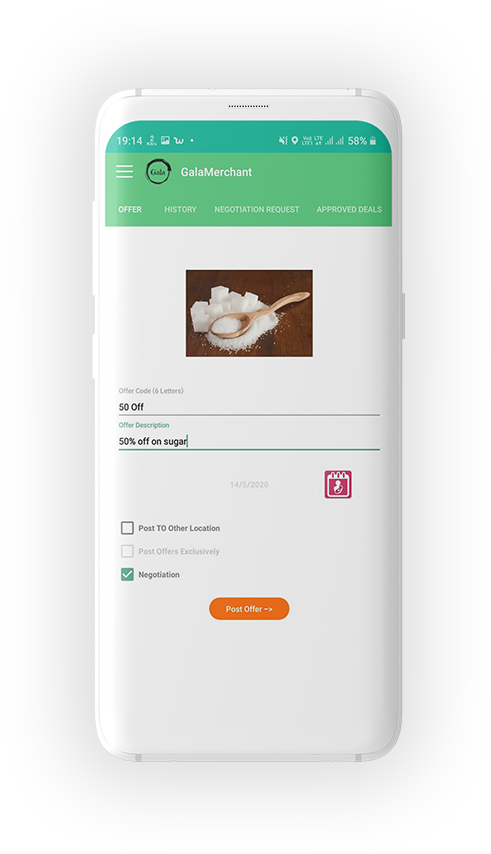 19:14 2 KB/s 58%
Gala GalaMerchant
OFFER HISTORY NEGOTIATION REQUEST APPROVED DEALS
Offer Code (6 Letters)
50 Off
Offer Description
50% off on sugar
14/5/2020
Post TO Other Location
Post Offers Exclusively
Negotiation
Post Offer ~>